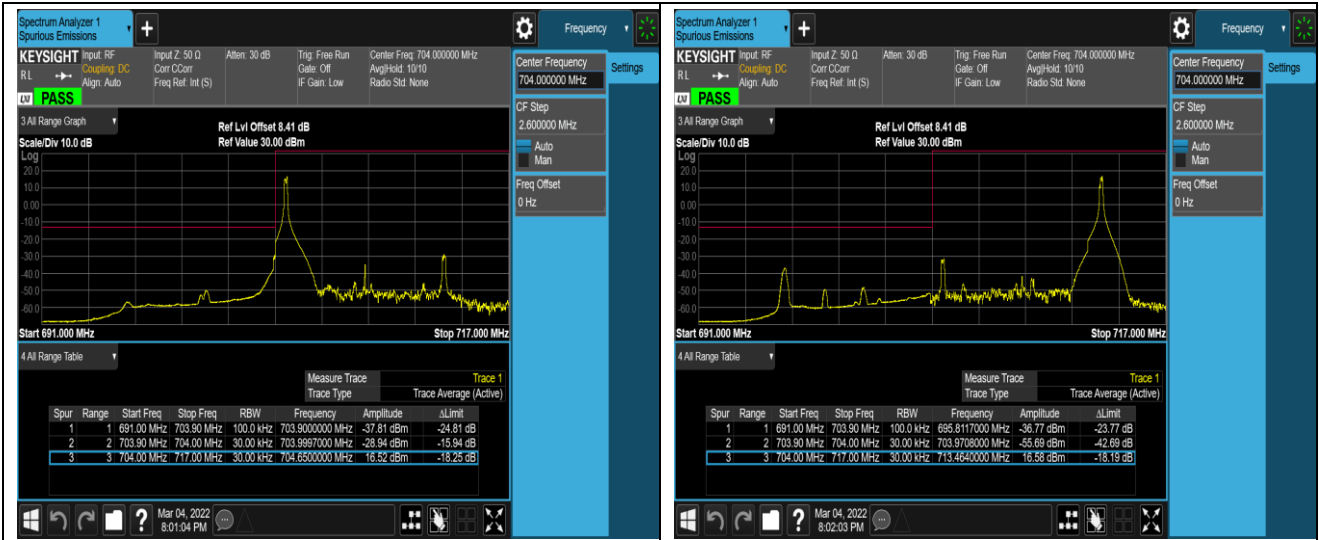 Spectrum Analyzer 1
Spurious Emissions
+
Frequency
KEYSIGHT Input: RF Input Z: 50 Ω Atten: 30 dB Trig: Free Run Center Freq: 704.000000 MHz
Coupling: DC Corr CCorr Gate: Off Avg|Hold: 10/10
RL Align: Auto Freq Ref: Int (S) IF Gain: Low Radio Std: None
LXI PASS
Center Frequency
704.000000 MHz
Settings
CF Step
2.600000 MHz
Auto
Man
Freq Offset
0 Hz
3 All Range Graph
Ref Lvl Offset 8.41 dB
Scale/Div 10.0 dB Ref Value 30.00 dBm
Log
20.0
10.0
0.00
-10.0
-20.0
-30.0
-40.0
-50.0
-60.0
Start 691.000 MHz Stop 717.000 MHz
4 All Range Table
Measure Trace Trace 1
Trace Type Trace Average (Active)
Spur Range Start Freq Stop Freq RBW Frequency Amplitude ΔLimit
1 1 691.00 MHz 703.90 MHz 100.0 kHz 703.9000000 MHz -37.81 dBm -24.81 dB
2 2 703.90 MHz 704.00 MHz 30.00 kHz 703.9997000 MHz -28.94 dBm -15.94 dB
3 3 704.00 MHz 717.00 MHz 30.00 kHz 704.6500000 MHz 16.52 dBm -18.25 dB
?
Mar 04, 2022
8:01:04 PM
Spectrum Analyzer 1
Spurious Emissions
+
Frequency
KEYSIGHT Input: RF Input Z: 50 Ω Atten: 30 dB Trig: Free Run Center Freq: 704.000000 MHz
Coupling: DC Corr CCorr Gate: Off Avg|Hold: 10/10
RL Align: Auto Freq Ref: Int (S) IF Gain: Low Radio Std: None
LXI PASS
Center Frequency
704.000000 MHz
Settings
CF Step
2.600000 MHz
Auto
Man
Freq Offset
0 Hz
3 All Range Graph
Ref Lvl Offset 8.41 dB
Scale/Div 10.0 dB Ref Value 30.00 dBm
Log
20.0
10.0
0.00
-10.0
-20.0
-30.0
-40.0
-50.0
-60.0
Start 691.000 MHz Stop 717.000 MHz
4 All Range Table
Measure Trace Trace 1
Trace Type Trace Average (Active)
Spur Range Start Freq Stop Freq RBW Frequency Amplitude ΔLimit
1 1 691.00 MHz 703.90 MHz 100.0 kHz 695.8117000 MHz -36.77 dBm -23.77 dB
2 2 703.90 MHz 704.00 MHz 30.00 kHz 703.9708000 MHz -55.69 dBm -42.69 dB
3 3 704.00 MHz 717.00 MHz 30.00 kHz 713.4640000 MHz 16.58 dBm -18.19 dB
?
Mar 04, 2022
8:02:03 PM